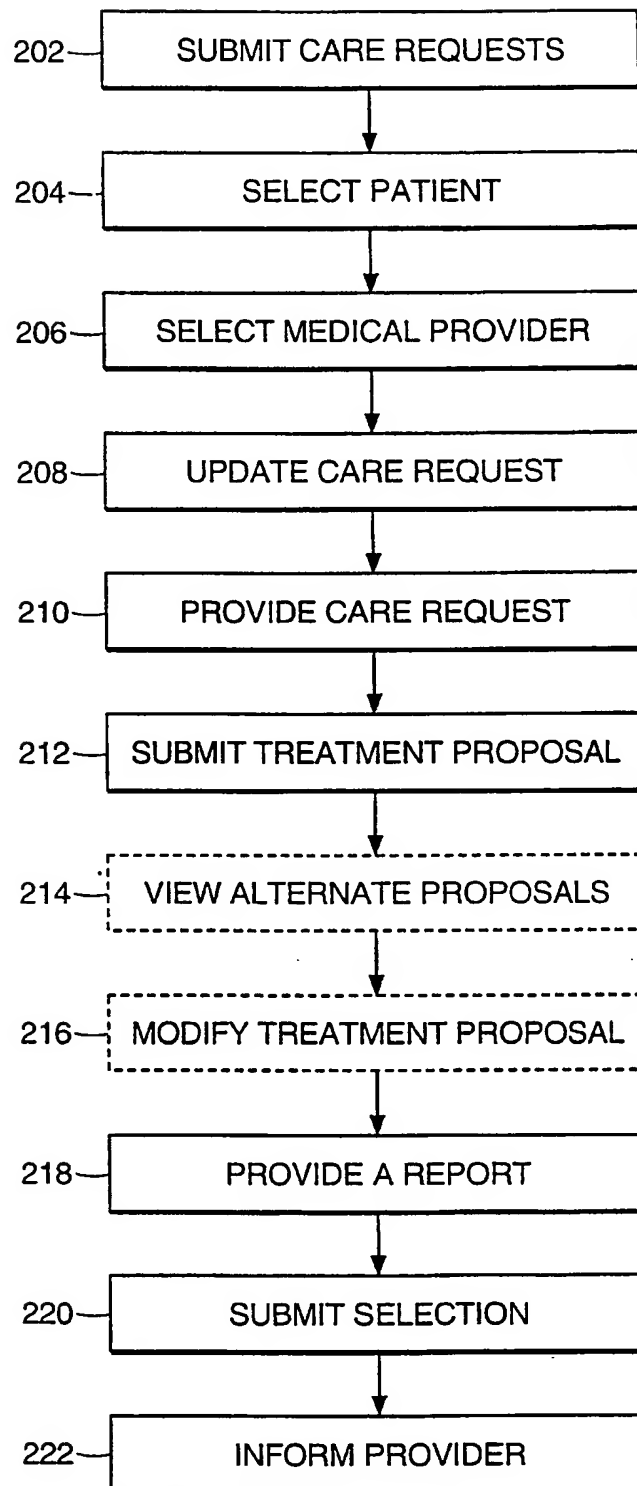 202 SUBMIT CARE REQUESTS
204 SELECT PATIENT
206 SELECT MEDICAL PROVIDER
208 UPDATE CARE REQUEST
210 PROVIDE CARE REQUEST
212 SUBMIT TREATMENT PROPOSAL
214 VIEW ALTERNATE PROPOSALS
216 MODIFY TREATMENT PROPOSAL
218 PROVIDE A REPORT
220 SUBMIT SELECTION
222 INFORM PROVIDER